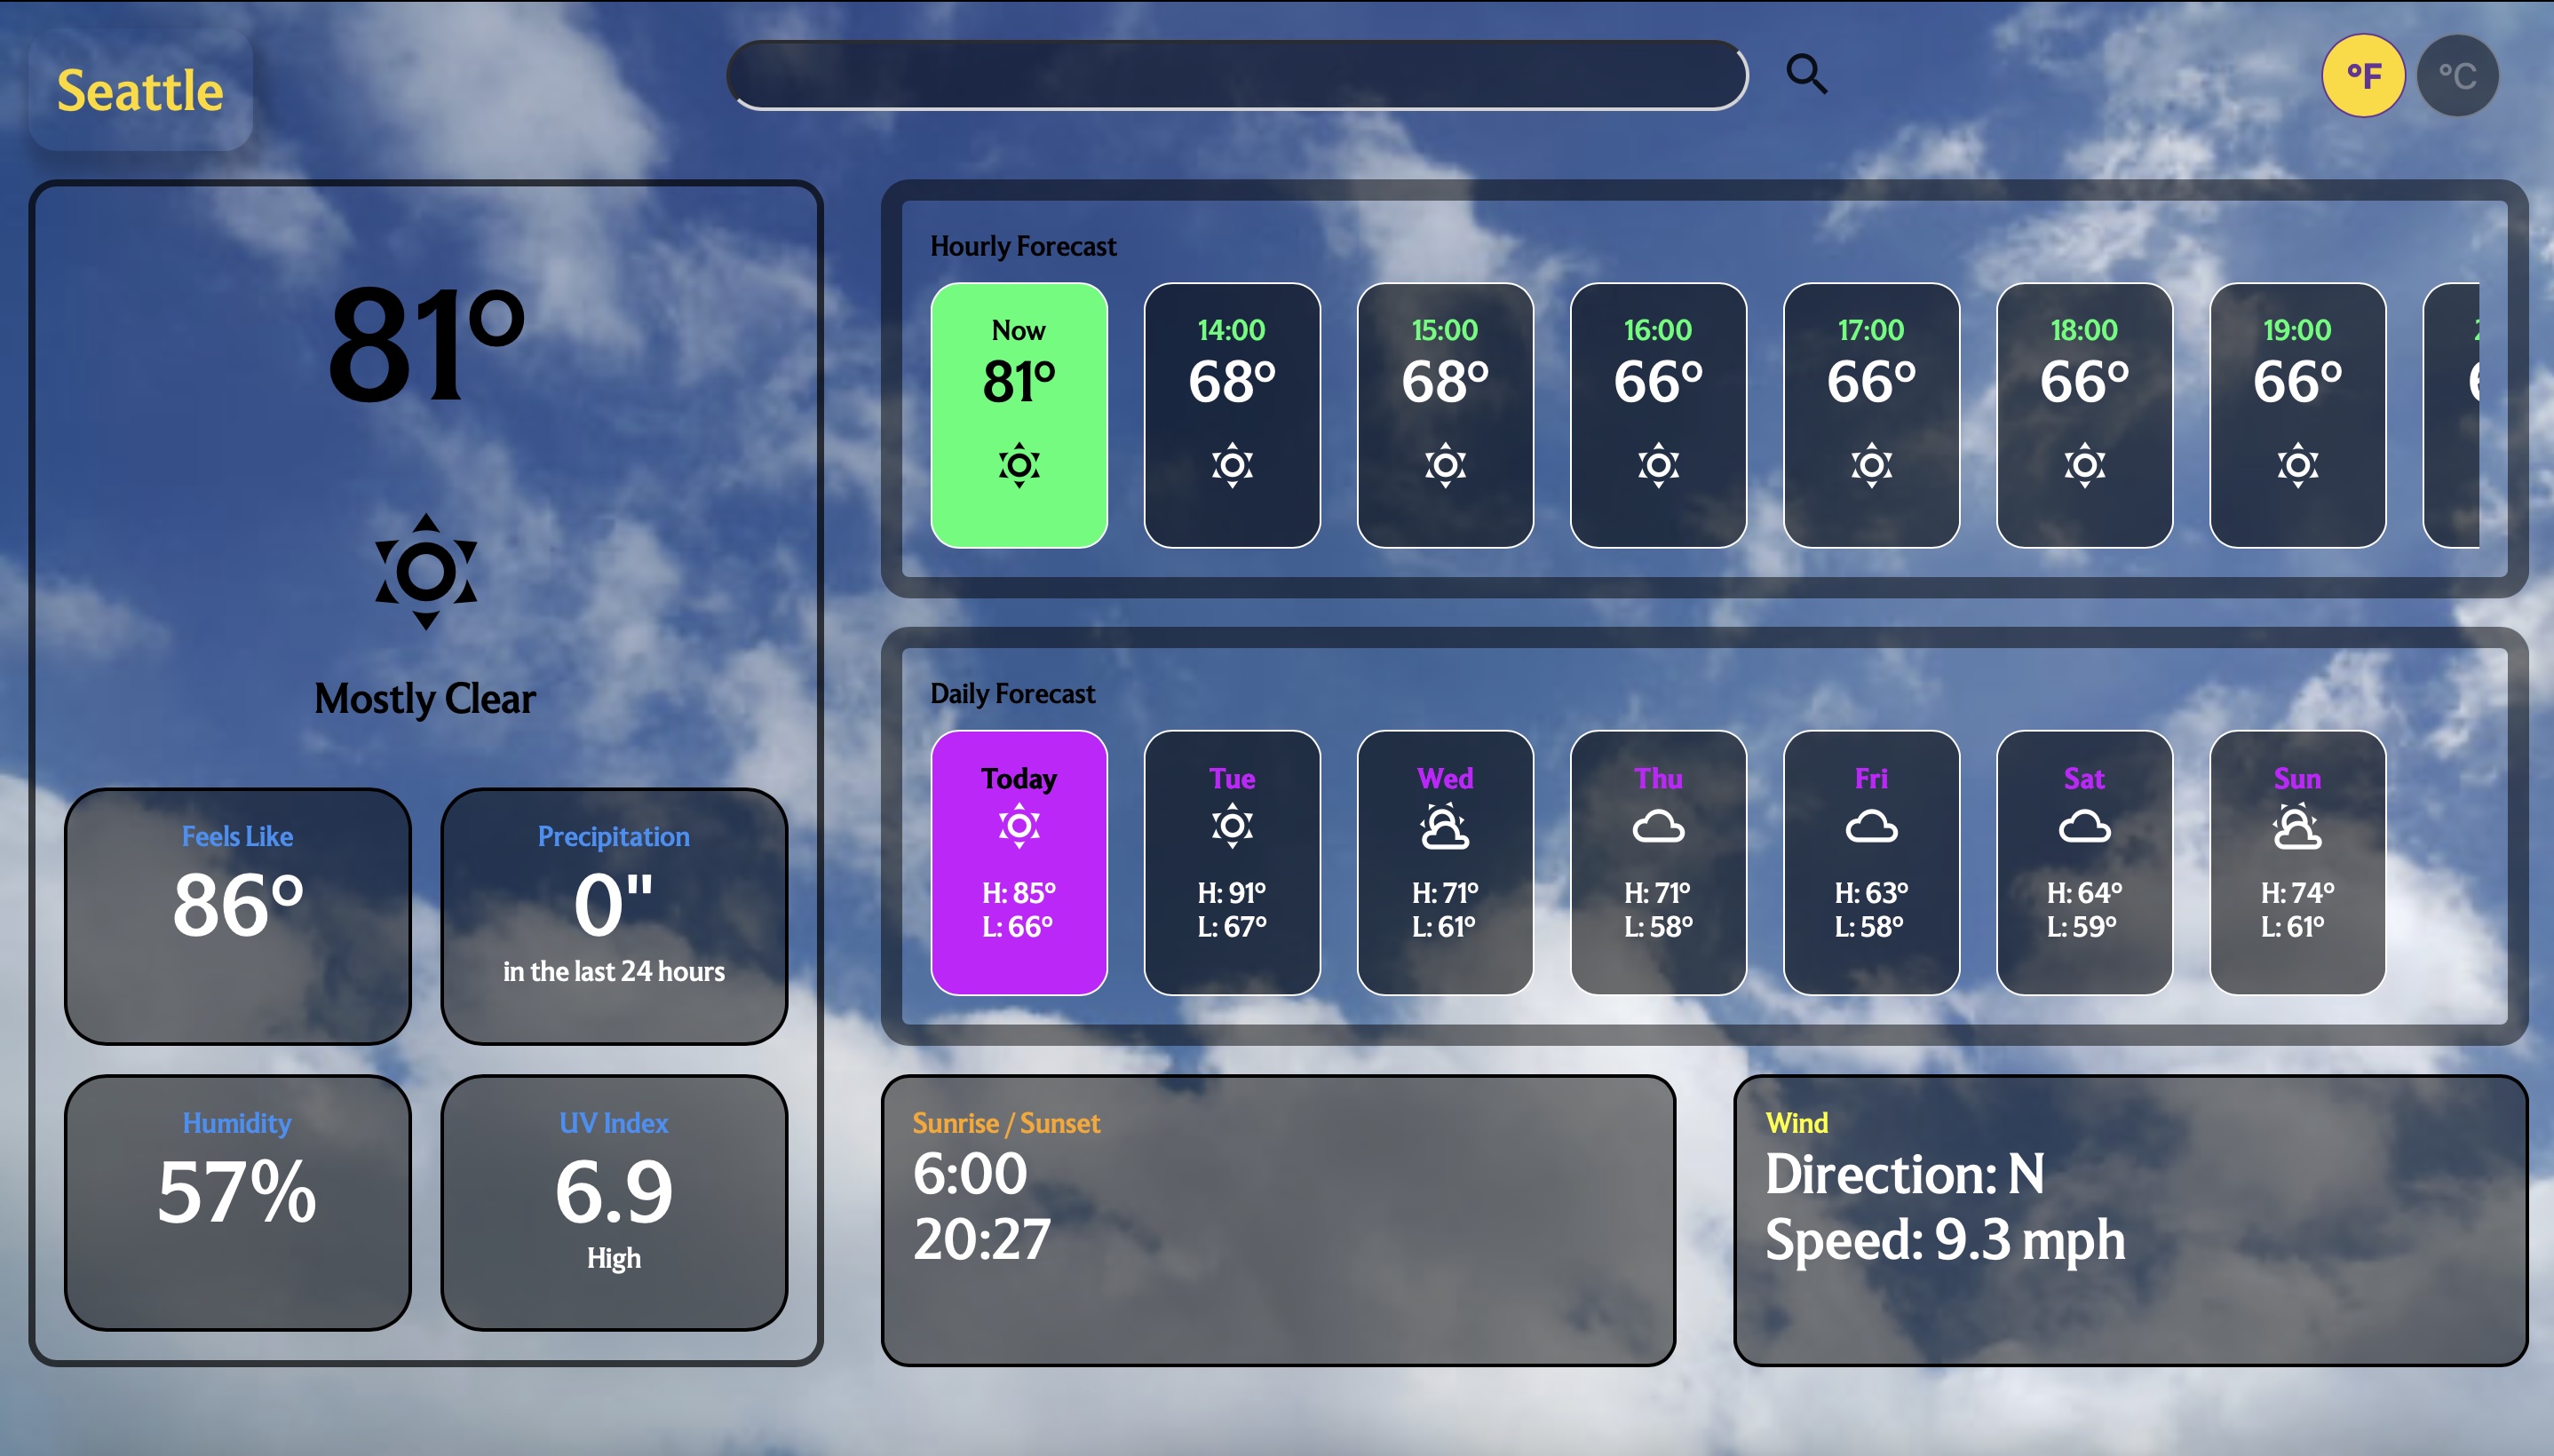 Seattle
°F
°C
81°
Mostly Clear
Feels Like
86°
Precipitation
0"
in the last 24 hours
Humidity
57%
UV Index
6.9
High
Hourly Forecast
Now
81°
14:00
68°
15:00
68°
16:00
66°
17:00
66°
18:00
66°
19:00
66°
Daily Forecast
Today
H: 85°
L: 66°
Tue
H: 91°
L: 67°
Wed
H: 71°
L: 61°
Thu
H: 71°
L: 58°
Fri
H: 63°
L: 58°
Sat
H: 64°
L: 59°
Sun
H: 74°
L: 61°
Sunrise / Sunset
6:00
20:27
Wind
Direction: N
Speed: 9.3 mph